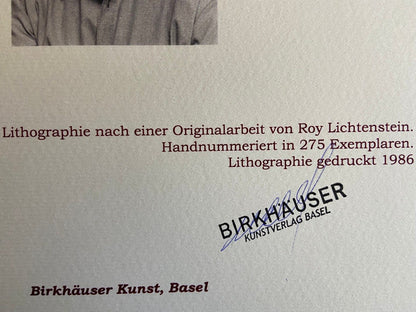 Lithographie nach einer Originalarbeit von Roy Lichtenstein.
Handnummeriert in 275 Exemplaren.
Lithographie gedruckt 1986
BIRKHÄUSER
KUNSTVERLAG BASEL
Birkhäuser Kunst, Basel